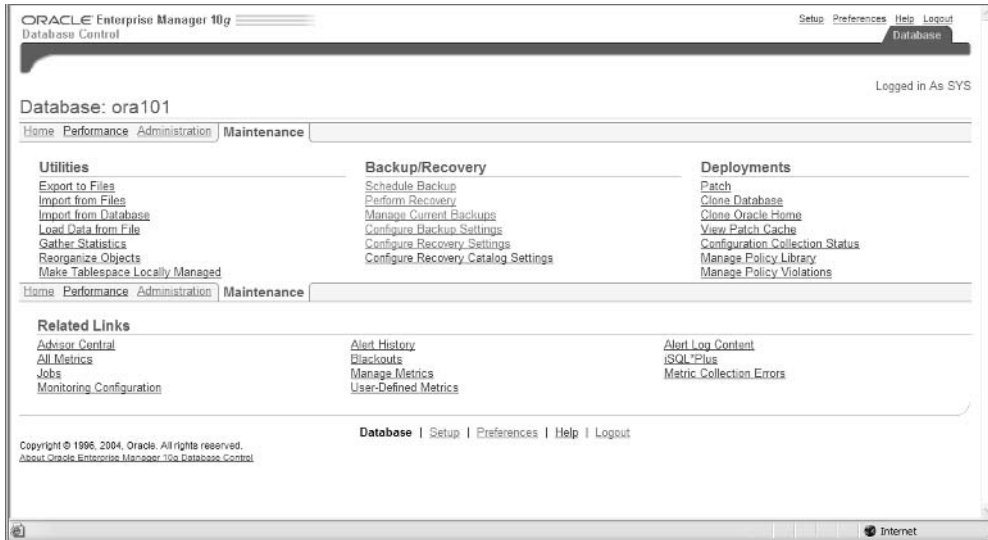 ORACLE Enterprise Manager 10g
Database Control
Setup Preferences Help Logout
Database
Logged in As SYS
Database: ora101
Home Performance Administration Maintenance
Utilities
Export to Files
Import from Files
Import from Database
Load Data from File
Gather Statistics
Reorganize Objects
Make Tablespace Locally Managed
Backup/Recovery
Schedule Backup
Perform Recovery
Manage Current Backups
Configure Backup Settings
Configure Recovery Settings
Configure Recovery Catalog Settings
Deployments
Patch
Clone Database
Clone Oracle Home
View Patch Cache
Configuration Collection Status
Manage Policy Library
Manage Policy Violations
Home Performance Administration Maintenance
Related Links
Advisor Central
All Metrics
Jobs
Monitoring Configuration
Alert History
Blackouts
Manage Metrics
User-Defined Metrics
Alert Log Content
iSQL*Plus
Metric Collection Errors
Database | Setup | Preferences | Help | Logout
Copyright © 1996, 2004, Oracle. All rights reserved.
About Oracle Enterprise Manager 10g Database Control
Internet